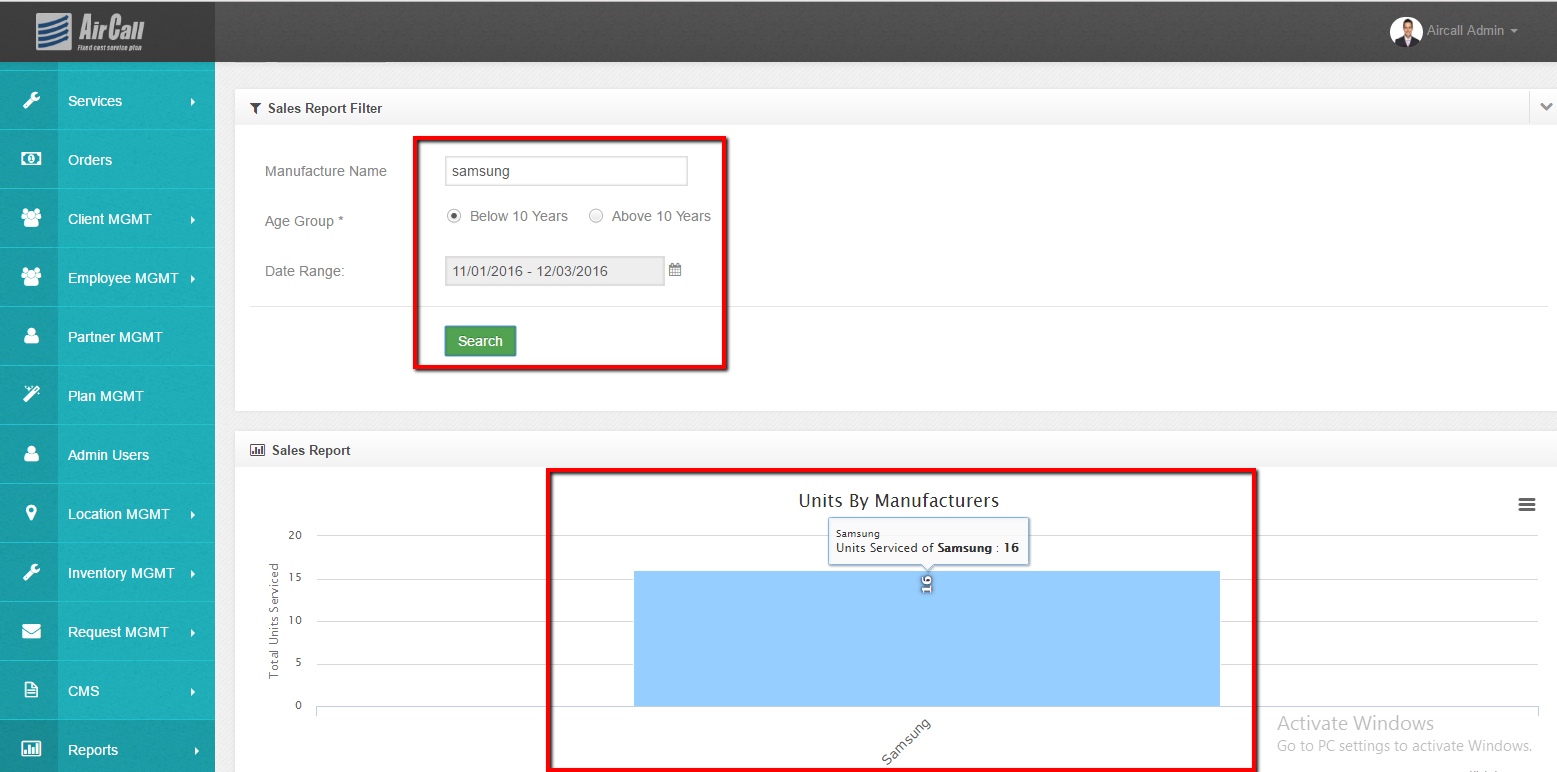 AirCall
Fixed cost service plan
Aircall Admin
Services
Orders
Client MGMT
Employee MGMT
Partner MGMT
Plan MGMT
Admin Users
Location MGMT
Inventory MGMT
Request MGMT
CMS
Reports
Sales Report Filter
Manufacture Name
samsung
Age Group *
Below 10 Years
Above 10 Years
Date Range:
11/01/2016 - 12/03/2016
Search
Sales Report
Units By Manufacturers
Samsung
Units Serviced of Samsung : 16
16
Total Units Serviced
20
15
10
5
0
Samsung
Activate Windows
Go to PC settings to activate Windows.